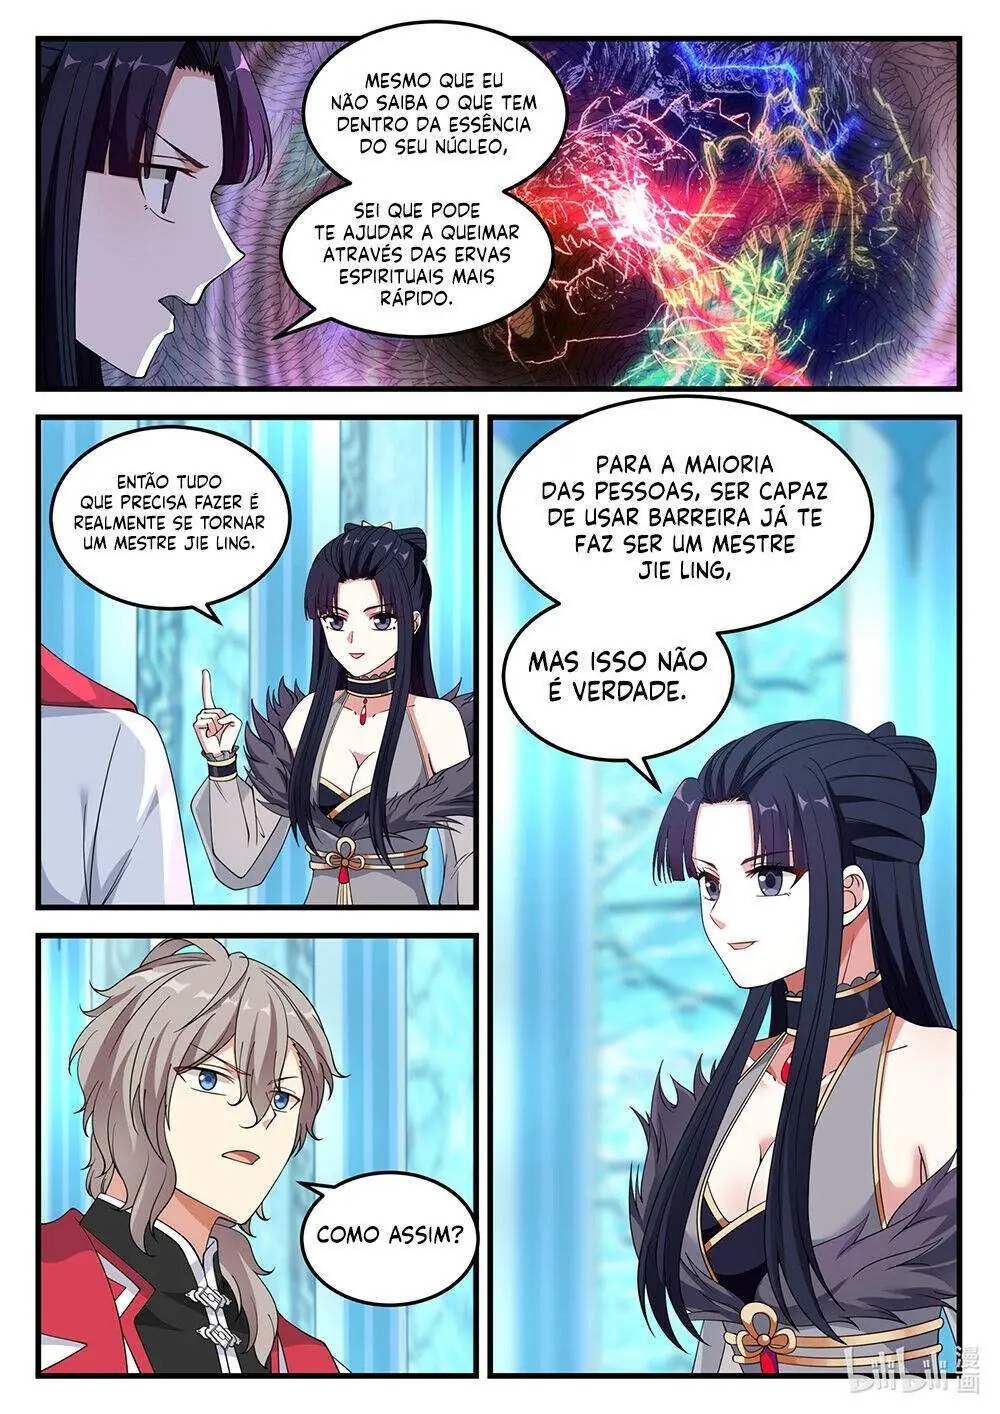 MESMO QUE EU
NÃO SAIBA O QUE TEM
DENTRO DA ESSÊNCIA
DO SEU NÚCLEO,
SEI QUE PODE
TE AJUDAR A QUEIMAR
ATRAVÉS DAS ERVAS
ESPIRITUAIS MAIS
RÁPIDO.
ENTÃO TUDO
QUE PRECISA FAZER É
REALMENTE SE TORNAR
UM MESTRE JIE LING.
PARA A MAIORIA
DAS PESSOAS, SER CAPAZ
DE USAR BARREIRA JÁ TE
FAZ SER UM MESTRE
JIE LING,
MAS ISSO NÃO
É VERDADE.
COMO ASSIM?
bilibili 漫画